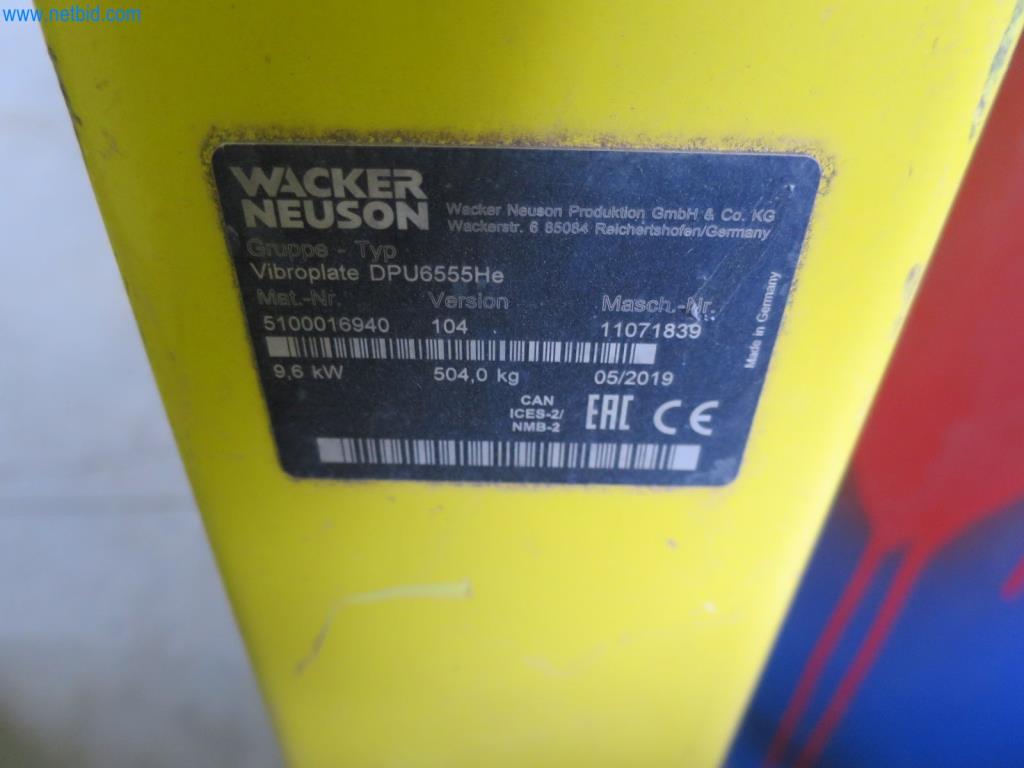 www.netbid.com
WACKER
NEUSON
Wacker Neuson Produktion GmbH & Co. KG
Wackerstr. 6 85084 Reichertshofen/Germany
Gruppe - Typ
Vibroplate DPU6555He
Mat.-Nr. Version Masch.-Nr.
5100016940 104 11071839
9,6 kW 504,0 kg 05/2019
CAN
ICES-2/
NMB-2
EAC CE
Made in Germany